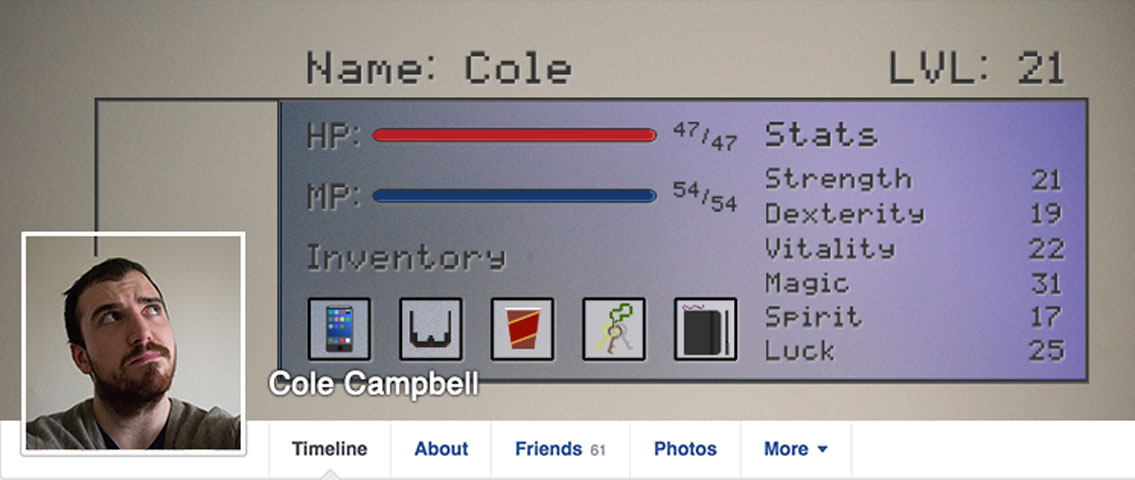 Name: Cole LVL: 21
HP: 47/47
MP: 54/54
Inventory
Stats
Strength 21
Dexterity 19
Vitality 22
Magic 31
Spirit 17
Luck 25
Cole Campbell
Timeline About Friends 61 Photos More